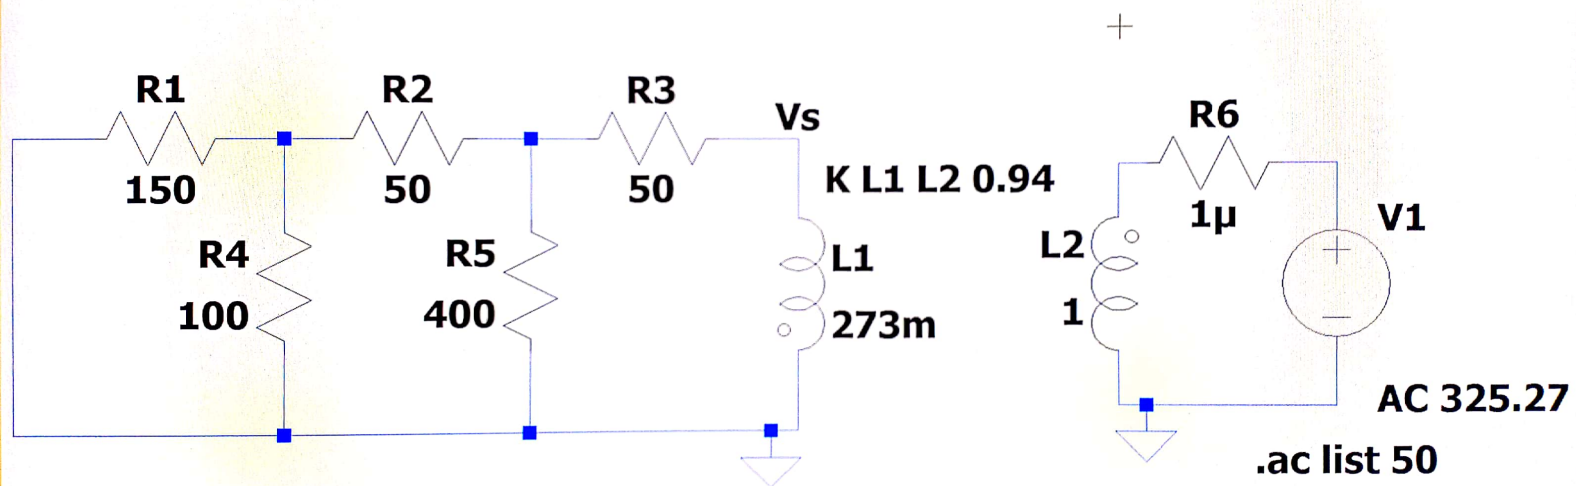 R1
150
R2
50
R3
50
Vs
K L1 L2 0.94
R4
100
R5
400
L1
273m
R6
1µ
L2
1
V1
AC 325.27
.ac list 50